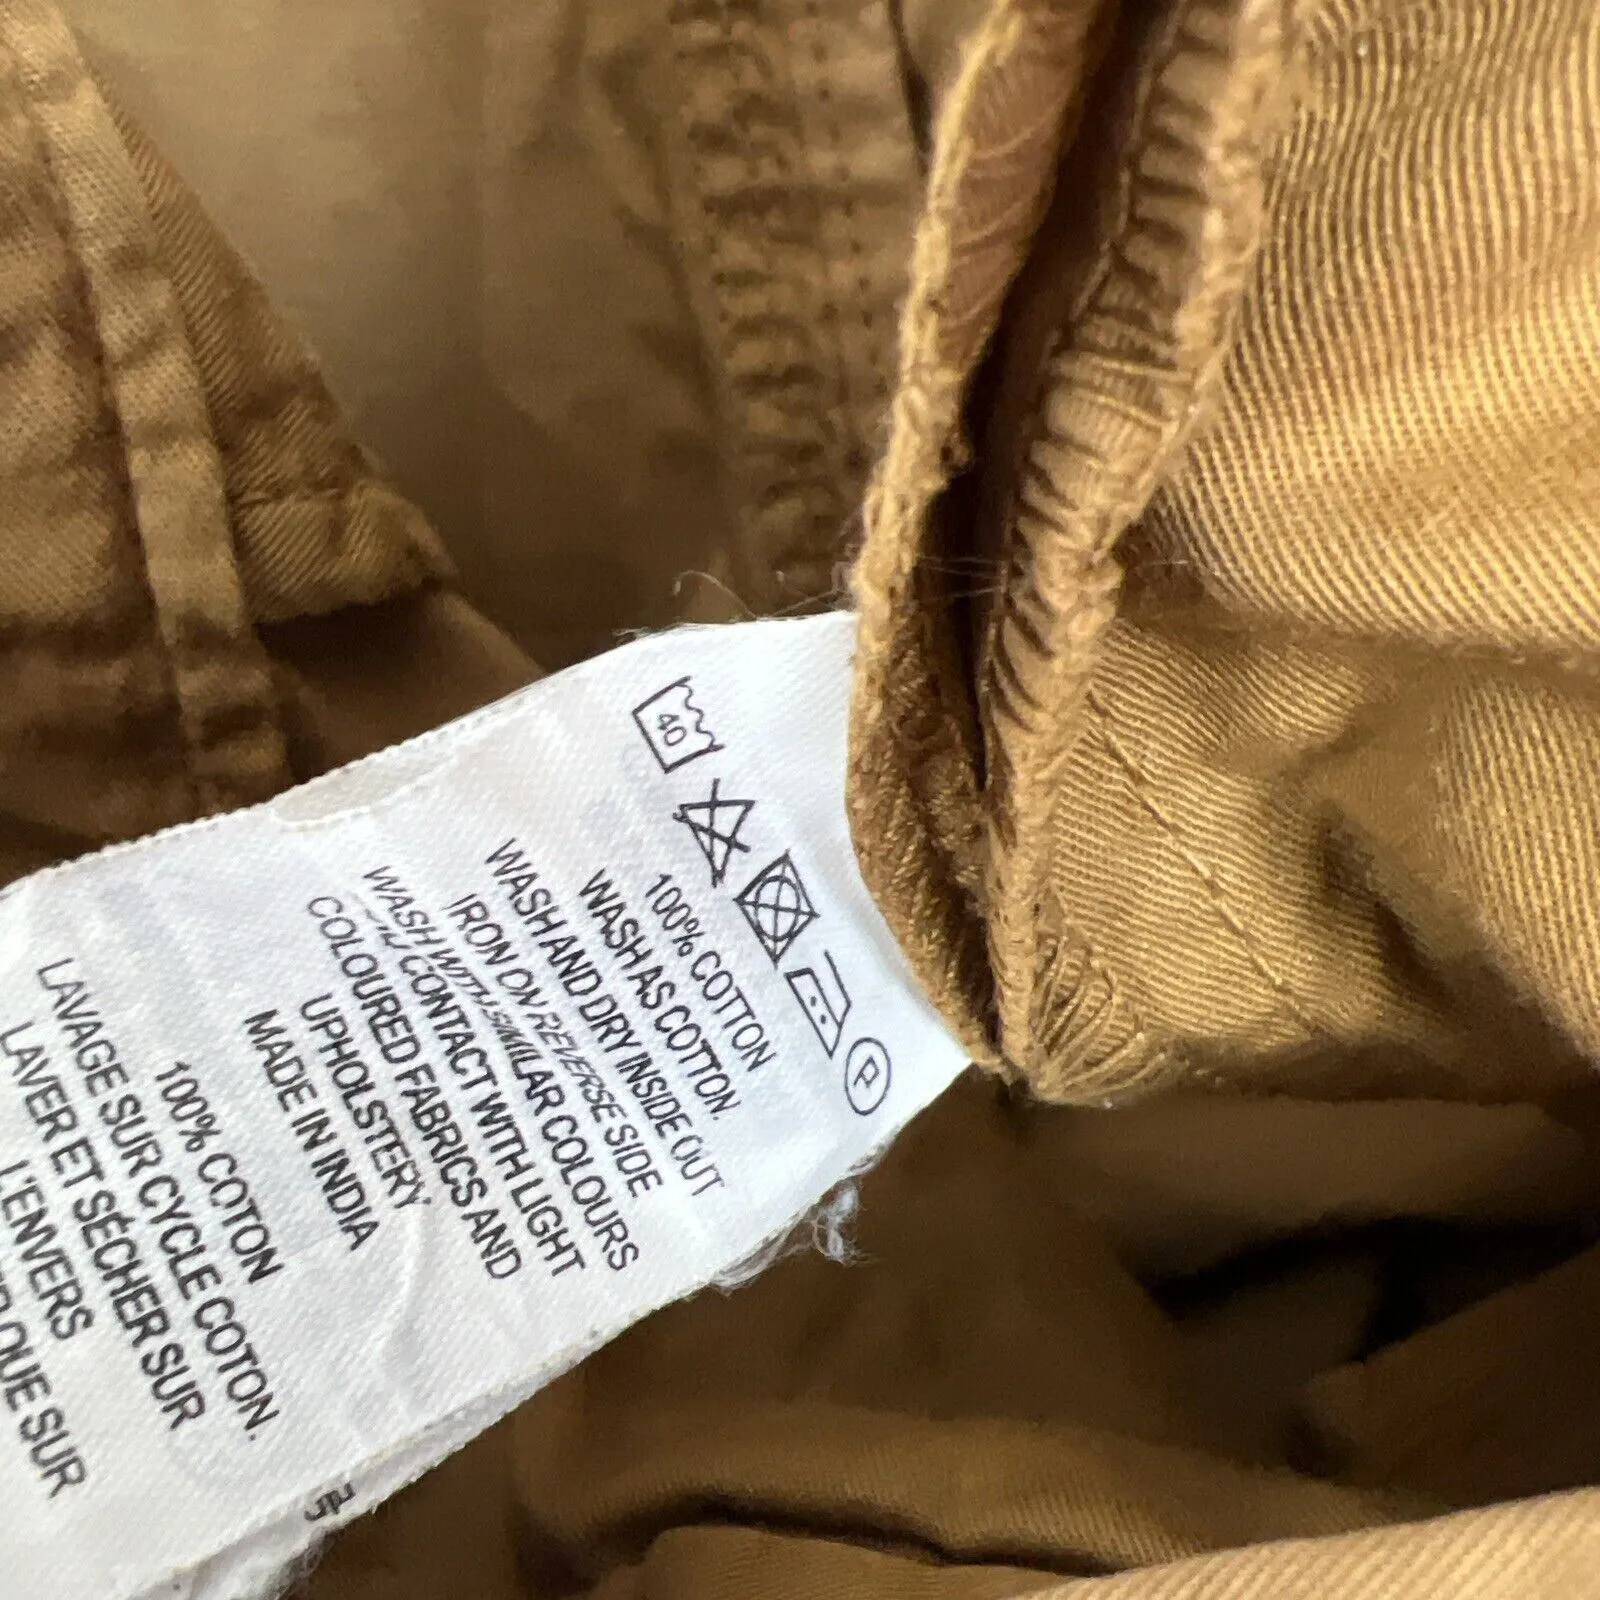 40
P
100% COTTON
WASH AS COTTON.
WASH AND DRY INSIDE OUT
IRON ON REVERSE SIDE
WASH WITH SIMILAR COLOURS
CONTACT WITH LIGHT
COLOURED FABRICS AND
UPHOLSTERY
MADE IN INDIA
100% COTON
LAVAGE SUR CYCLE COTON.
LAVER ET SÉCHER SUR
L'ENVERS
QUE SUR